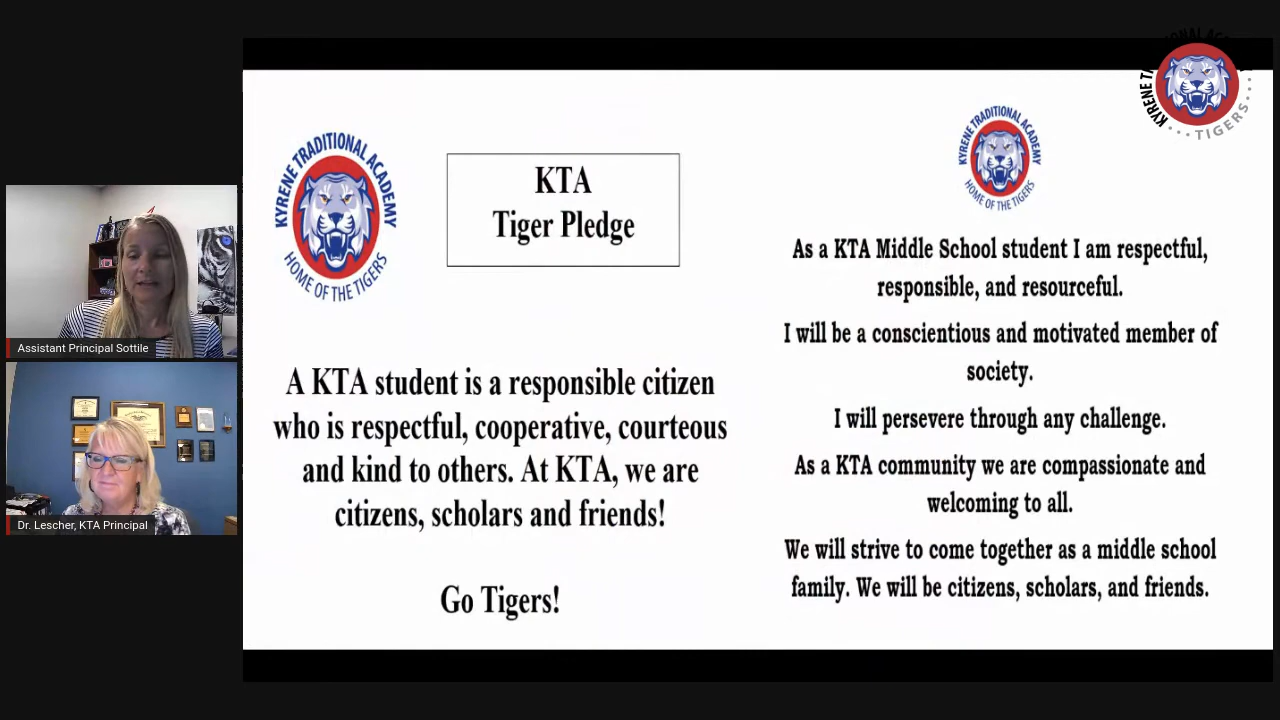 KYRENE TRADITIONAL ACADEMY
HOME OF THE TIGERS
KTA
Tiger Pledge
A KTA student is a responsible citizen
who is respectful, cooperative, courteous
and kind to others. At KTA, we are
citizens, scholars and friends!
Go Tigers!
KYRENE TRADITIONAL ACADEMY
HOME OF THE TIGERS
As a KTA Middle School student I am respectful,
responsible, and resourceful.
I will be a conscientious and motivated member of
society.
I will persevere through any challenge.
As a KTA community we are compassionate and
welcoming to all.
We will strive to come together as a middle school
family. We will be citizens, scholars, and friends.
KYRENE
TIGERS
Assistant Principal Sottile
Dr. Lescher, KTA Principal